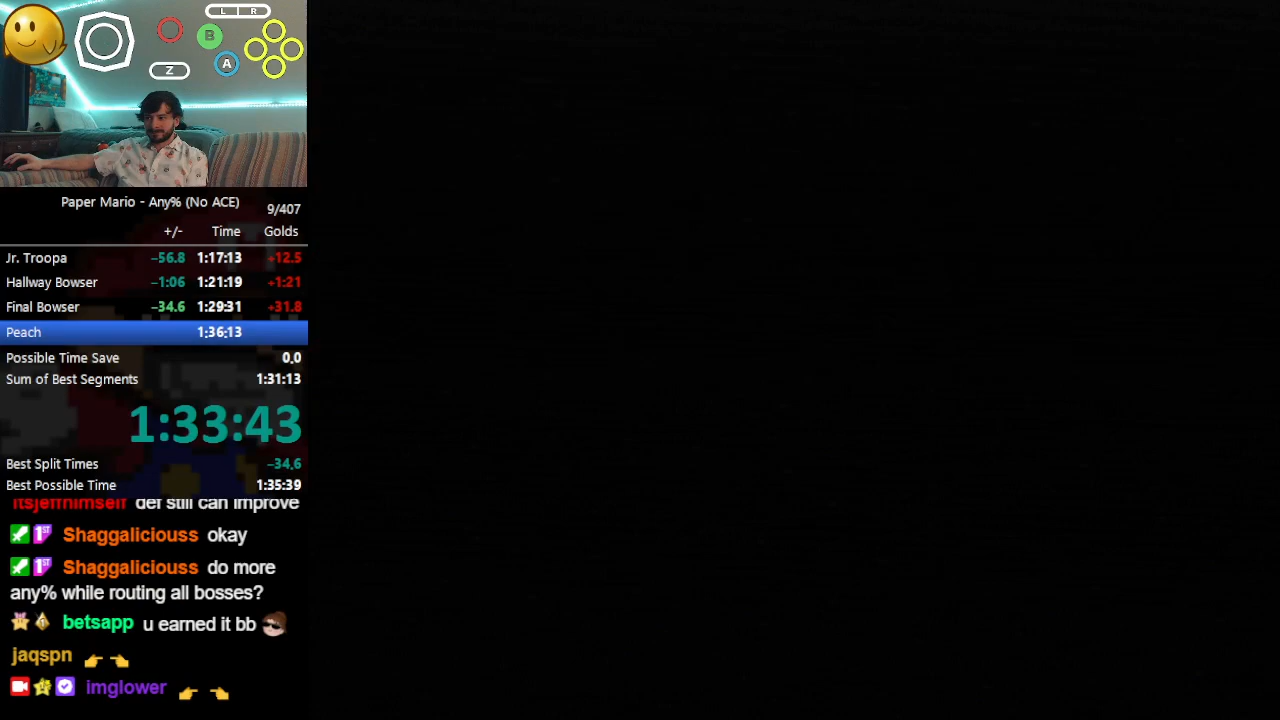 L R
B
A
Z
Paper Mario - Any% (No ACE)
9/407
+/- Time Golds
Jr. Troopa −56.8 1:17:13 +12.5
Hallway Bowser −1:06 1:21:19 +1:21
Final Bowser −34.6 1:29:31 +31.8
Peach 1:36:13
Possible Time Save 0.0
Sum of Best Segments 1:31:13
1:33:43
Best Split Times −34.6
Best Possible Time 1:35:39
itsjeffhimself def still can improve
1ST Shaggaliciouss okay
1ST Shaggaliciouss do more
any% while routing all bosses?
betsapp u earned it bb
jaqspn
imglower